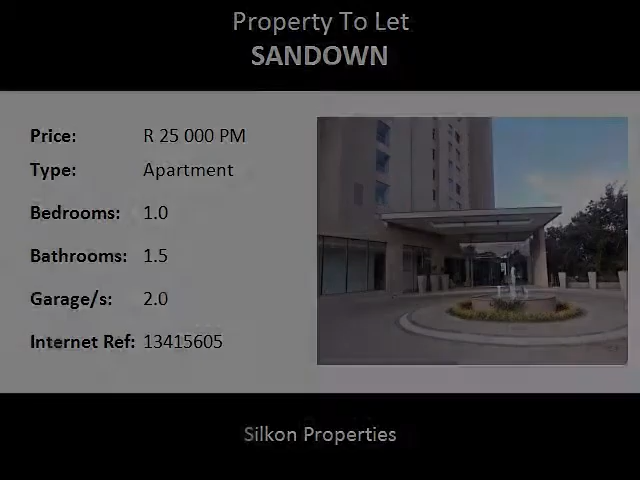 Property To Let
SANDOWN
Price: R 25 000 PM
Type: Apartment
Bedrooms: 1.0
Bathrooms: 1.5
Garage/s: 2.0
Internet Ref: 13415605
Silkon Properties